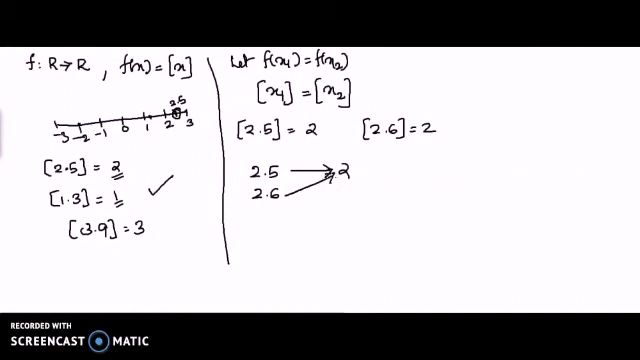 f: R→R , f(x) = [x]
2.5
-3 -2 -1 0 1 2 3
[2.5] = 2
[1.3] = 1
[3.9] = 3
Let f(x₁) = f(x₂)
[x₁] = [x₂]
[2.5] = 2 [2.6] = 2
2.5 → 2
2.6
RECORDED WITH
SCREENCAST MATIC